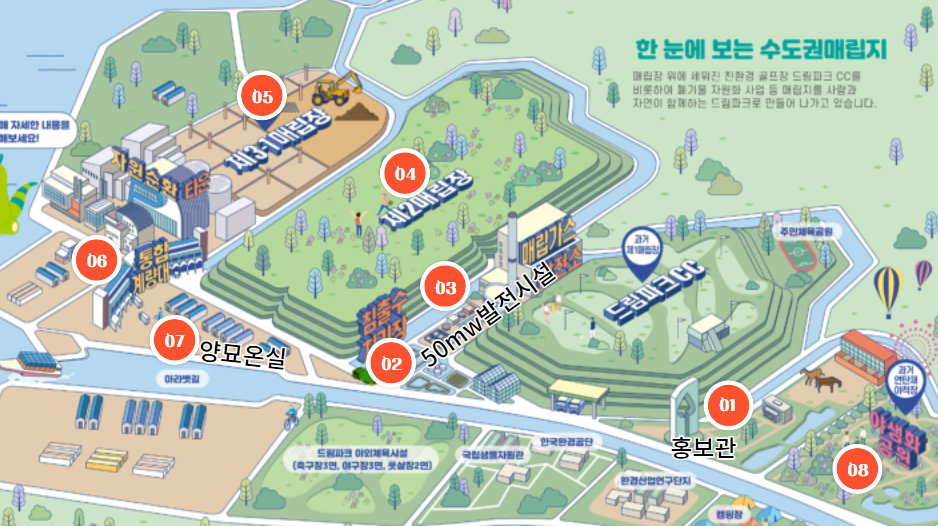 한 눈에 보는 수도권매립지
매립장 위에 세워진 친환경 골프장 드림파크 CC를
비롯하여 폐기물 자원화 사업 등 매립지를 사람과
자연이 함께하는 드림파크로 만들어 나가고 있습니다.
05
제3-1매립장
에 자세한 내용을
해보세요!
자원순환 타운
04
제2매립장
06
통합
계량대
매립가스
발전소
과거
제1매립장
주민체육공원
드림파크 CC
03
50mw발전시설
침출수
처리장
02
07
양묘온실
아라뱃길
01
홍보관
과거
연탄재
야적장
야생화
공원
08
드림파크 야외체육시설
(축구장3면, 야구장3면, 풋살장2면)
국립생물자원관
한국환경공단
환경산업연구단지
캠핑장